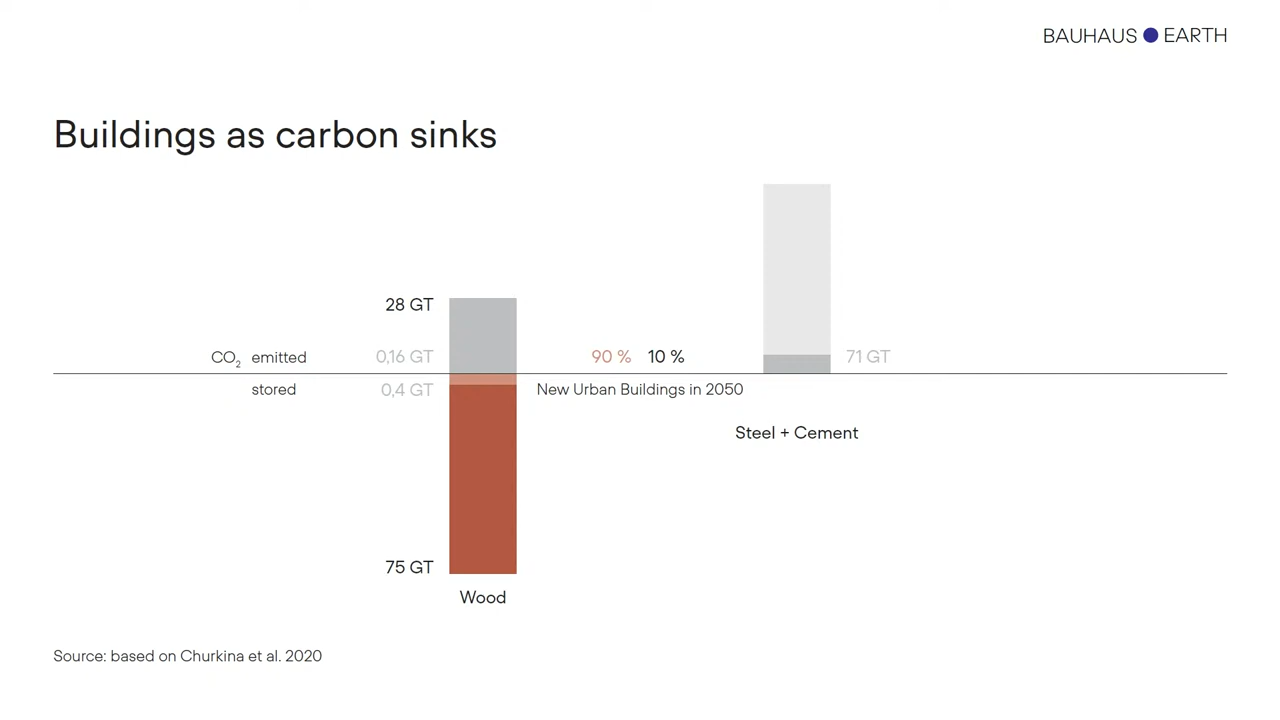 BAUHAUS EARTH
Buildings as carbon sinks
28 GT
CO₂ emitted
0,16 GT
90 % 10 %
71 GT
stored
0,4 GT
New Urban Buildings in 2050
Steel + Cement
75 GT
Wood
Source: based on Churkina et al. 2020